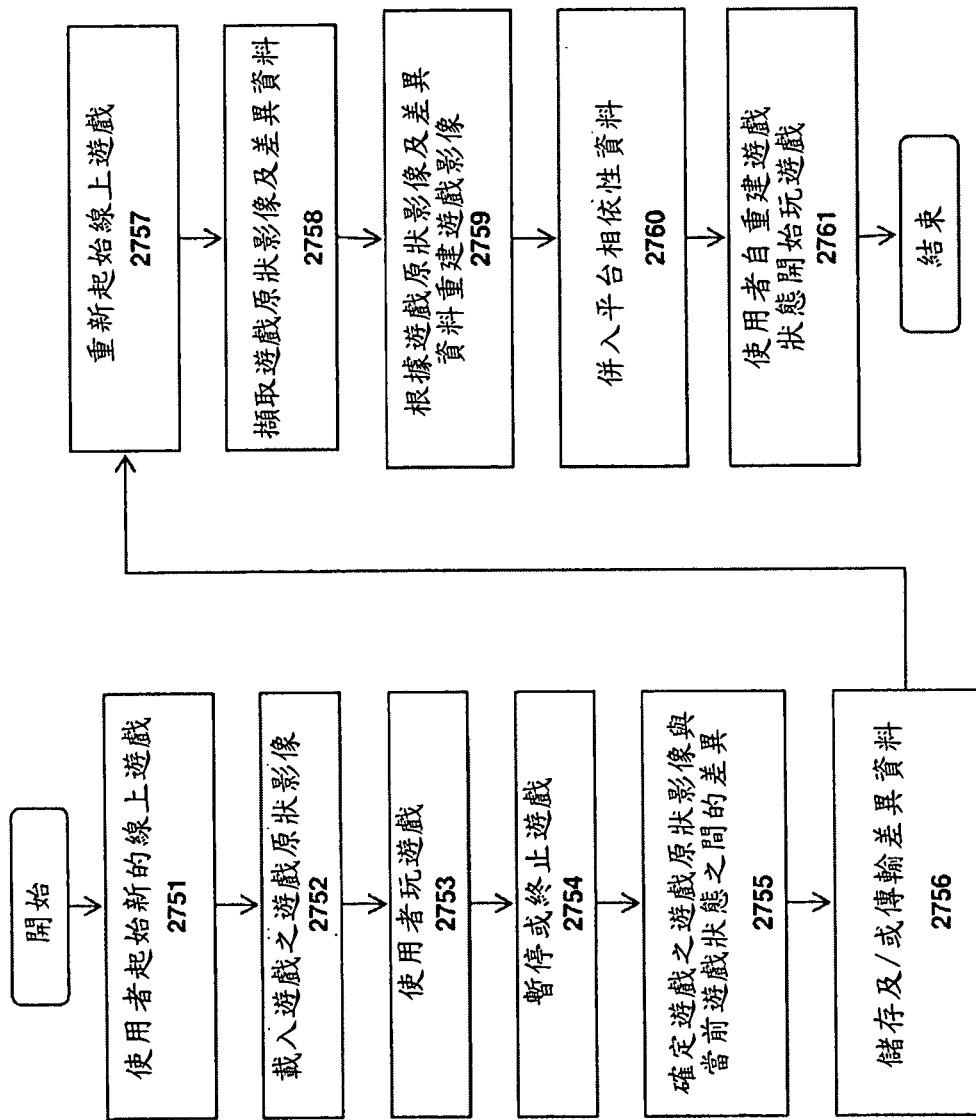 開始
使用者起始新的線上遊戲
2751
載入遊戲之遊戲原狀影像
2752
使用者玩遊戲
2753
暫停或終止遊戲
2754
確定遊戲之遊戲原狀影像與
當前遊戲狀態之間的差異
2755
儲存及/或傳輸差異資料
2756
重新起始線上遊戲
2757
擷取遊戲原狀影像及差異資料
2758
根據遊戲原狀影像及差異
資料重建遊戲影像
2759
併入平台相依性資料
2760
使用者自重建遊戲
狀態開始玩遊戲
2761
結束